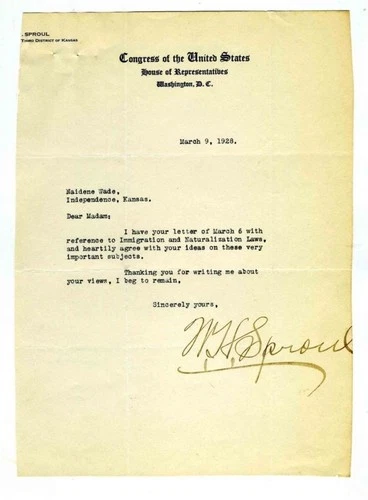 . SPROUL
THIRD DISTRICT OF KANSAS
Congress of the United States
House of Representatives
Washington, D. C.
March 9, 1928.
Naidene Wade,
Independence, Kansas.
Dear Madam:
I have your letter of March 6 with
reference to Immigration and Naturalization Laws,
and heartily agree with your ideas on these very
important subjects.
Thanking you for writing me about
your views, I beg to remain,
Sincerely yours,
W.H. Sproul